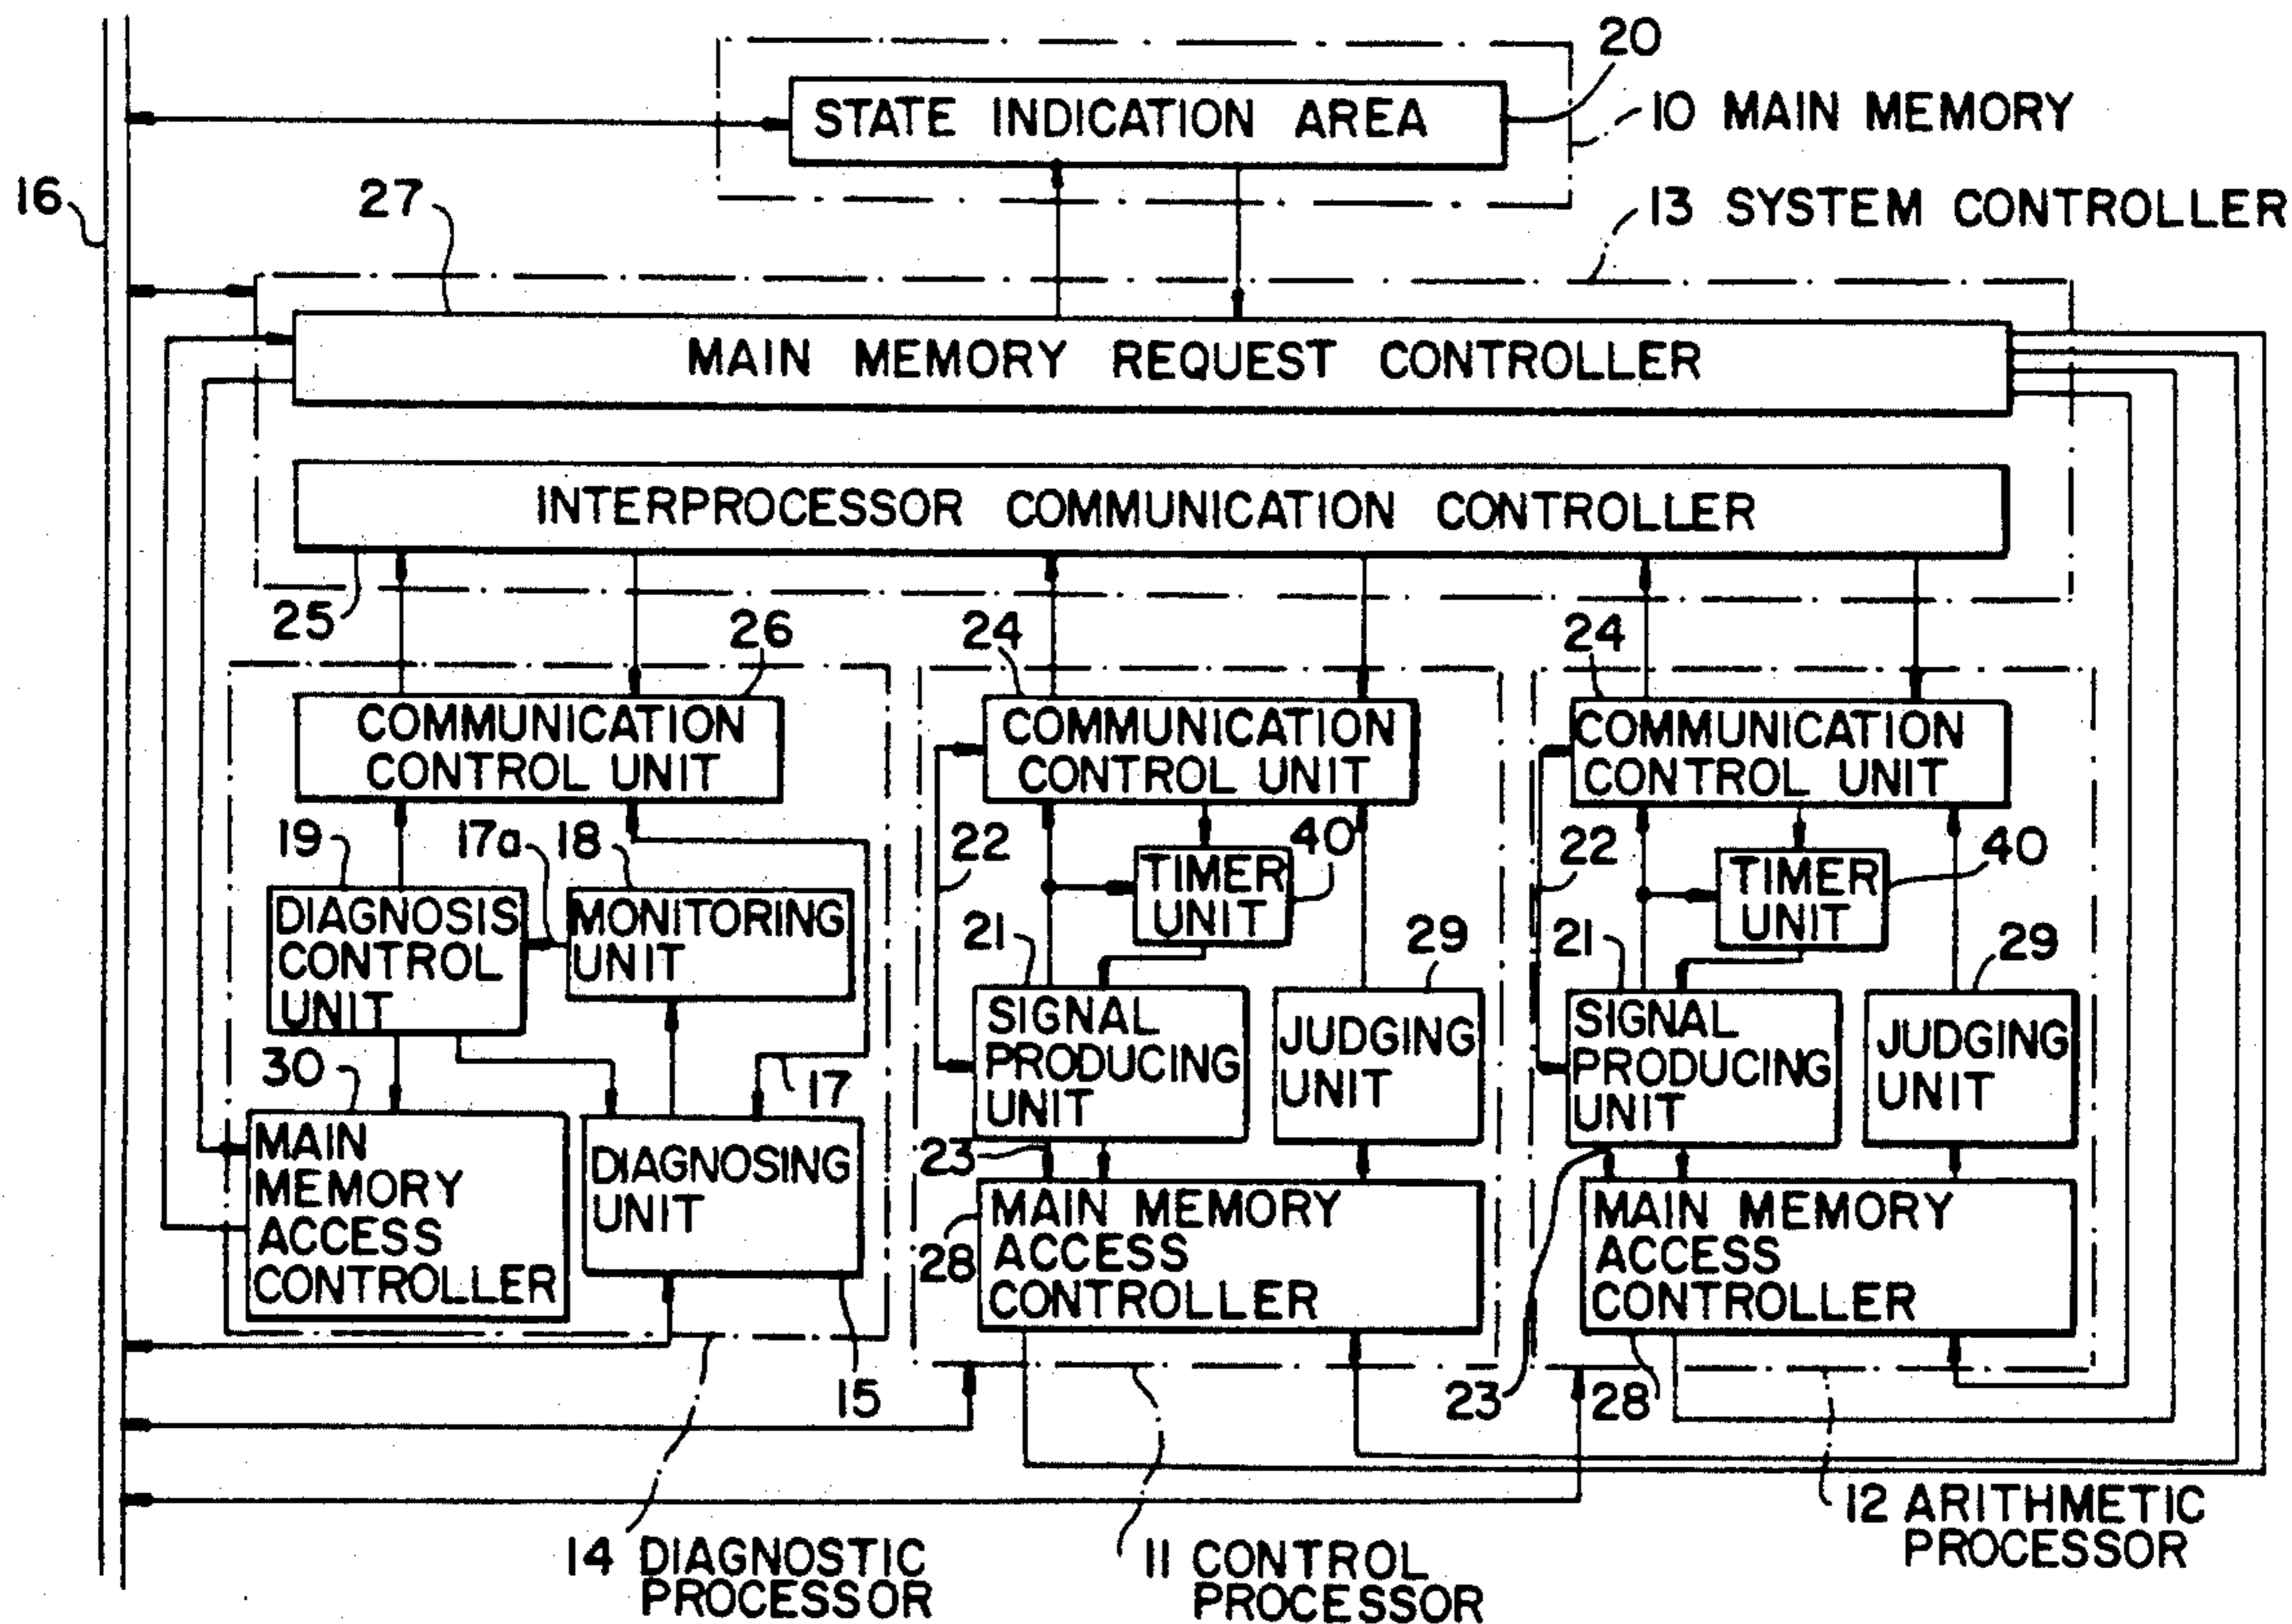 20
STATE INDICATION AREA
10 MAIN MEMORY
16
27
13 SYSTEM CONTROLLER
MAIN MEMORY REQUEST CONTROLLER
INTERPROCESSOR COMMUNICATION CONTROLLER
25
26
24
24
COMMUNICATION
CONTROL UNIT
COMMUNICATION
CONTROL UNIT
COMMUNICATION
CONTROL UNIT
19
17a
18
22
40
22
40
TIMER
UNIT
TIMER
UNIT
DIAGNOSIS
CONTROL
UNIT
MONITORING
UNIT
21
29
21
29
SIGNAL
PRODUCING
UNIT
JUDGING
UNIT
SIGNAL
PRODUCING
UNIT
JUDGING
UNIT
30
17
MAIN
MEMORY
ACCESS
CONTROLLER
DIAGNOSING
UNIT
23
28
MAIN MEMORY
ACCESS
CONTROLLER
MAIN MEMORY
ACCESS
CONTROLLER
15
23
28
14 DIAGNOSTIC
PROCESSOR
11 CONTROL
PROCESSOR
12 ARITHMETIC
PROCESSOR